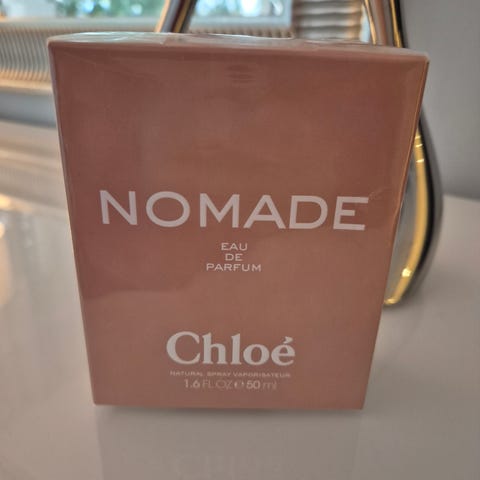 NOMADE
EAU
DE
PARFUM
Chloé
NATURAL SPRAY VAPORISATEUR
1.6 FL.OZ ℮ 50 ml